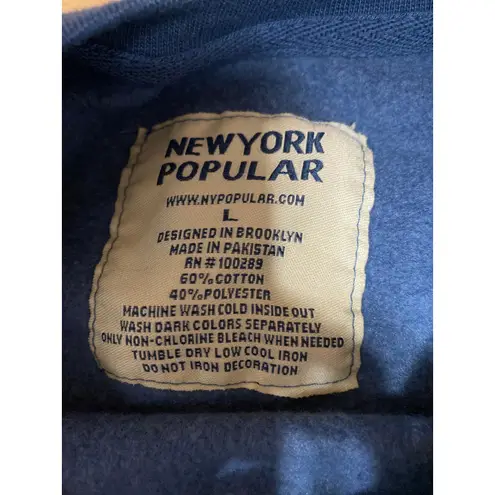 NEW YORK
POPULAR
WWW.NYPOPULAR.COM
L
DESIGNED IN BROOKLYN
MADE IN PAKISTAN
RN # 100289
60% COTTON
40% POLYESTER
MACHINE WASH COLD INSIDE OUT
WASH DARK COLORS SEPARATELY
ONLY NON-CHLORINE BLEACH WHEN NEEDED
TUMBLE DRY LOW COOL IRON
DO NOT IRON DECORATION